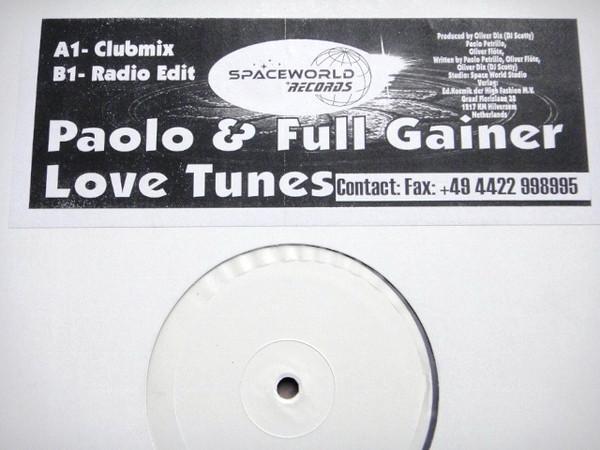 A1- Clubmix
B1- Radio Edit
SPACEWORLD
RECORDS
Produced by Oliver Dix (DJ Scotty)
Paolo Petrillo,
Oliver Flöte,
Written by Paolo Petrillo, Oliver Flöte,
Oliver Dix (DJ Scotty)
Studio: Space World Studio
Verlag:
Ed.Kosmik der High Fashion M.V.
Graaf Florislaan 38
1217 KM Hilversum
Netherlands
Paolo & Full Gainer
Love Tunes
Contact: Fax: +49 4422 998995